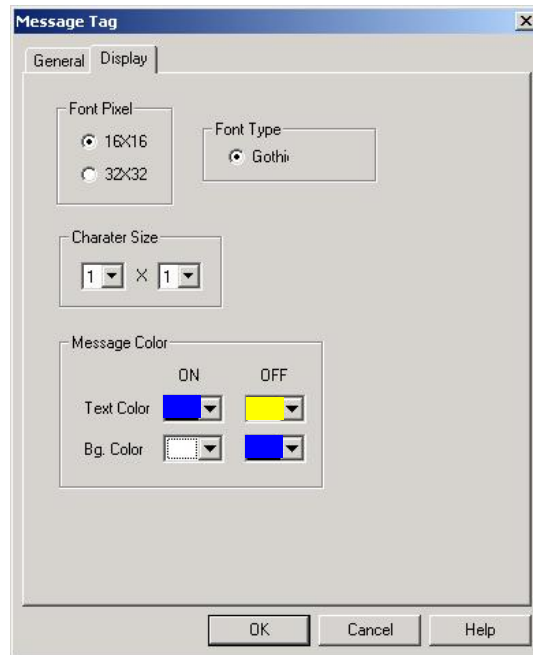 Message Tag
General Display
Font Pixel
16X16
32X32
Font Type
Gothi
Charater Size
1 X 1
Message Color
ON OFF
Text Color
Bg. Color
OK Cancel Help